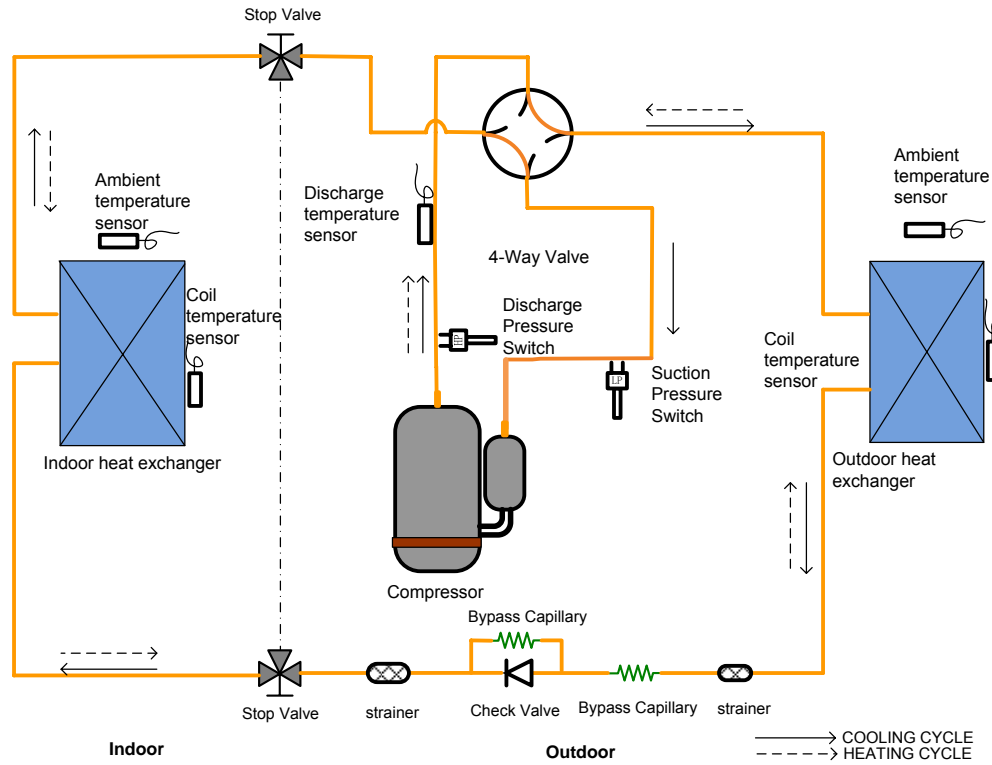 Stop Valve
Ambient
temperature
sensor
Discharge
temperature
sensor
Ambient
temperature
sensor
4-Way Valve
Coil
temperature
sensor
Discharge
Pressure
Switch
HP
Coil
temperature
sensor
LP
Suction
Pressure
Switch
Indoor heat exchanger
Outdoor heat
exchanger
Compressor
Bypass Capillary
Stop Valve
strainer
Check Valve
Bypass Capillary
strainer
Indoor
Outdoor
COOLING CYCLE
HEATING CYCLE